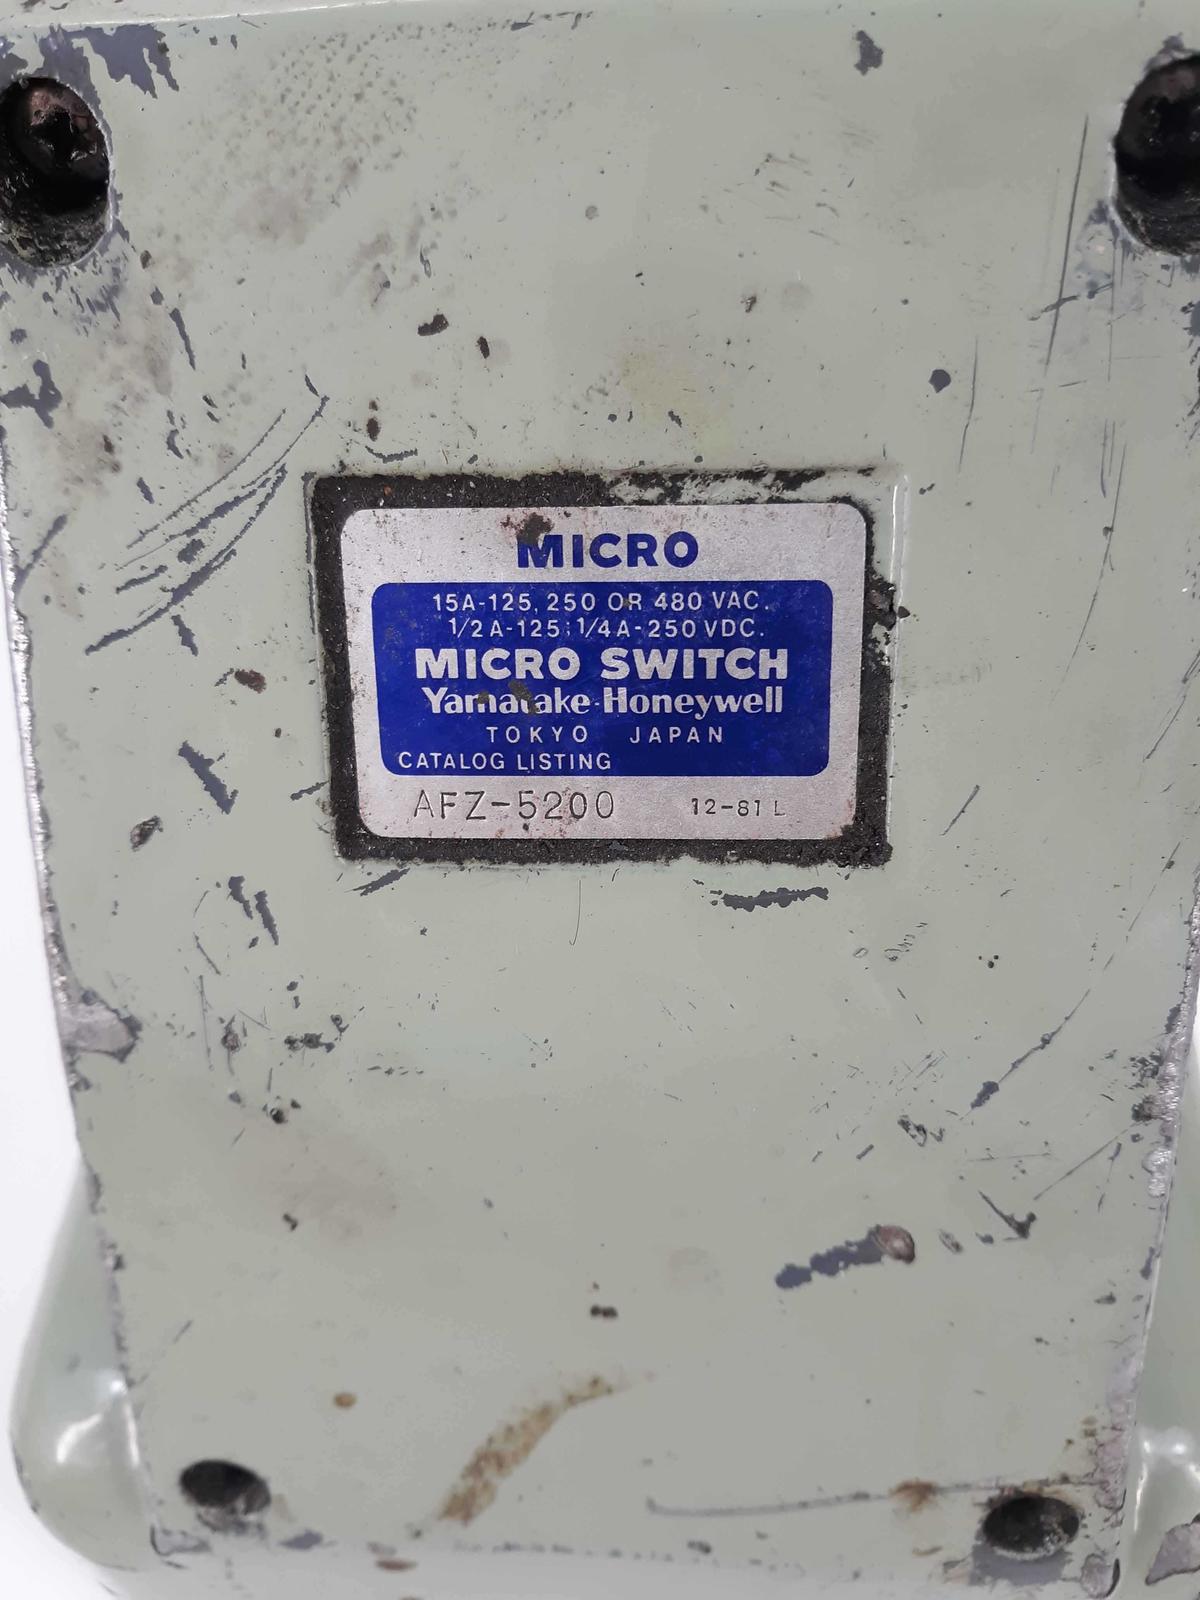 MICRO
15A-125, 250 OR 480 VAC.
1/2 A-125; 1/4 A-250 VDC.
MICRO SWITCH
Yamatake-Honeywell
TOKYO JAPAN
CATALOG LISTING
AFZ-5200 12-81 L